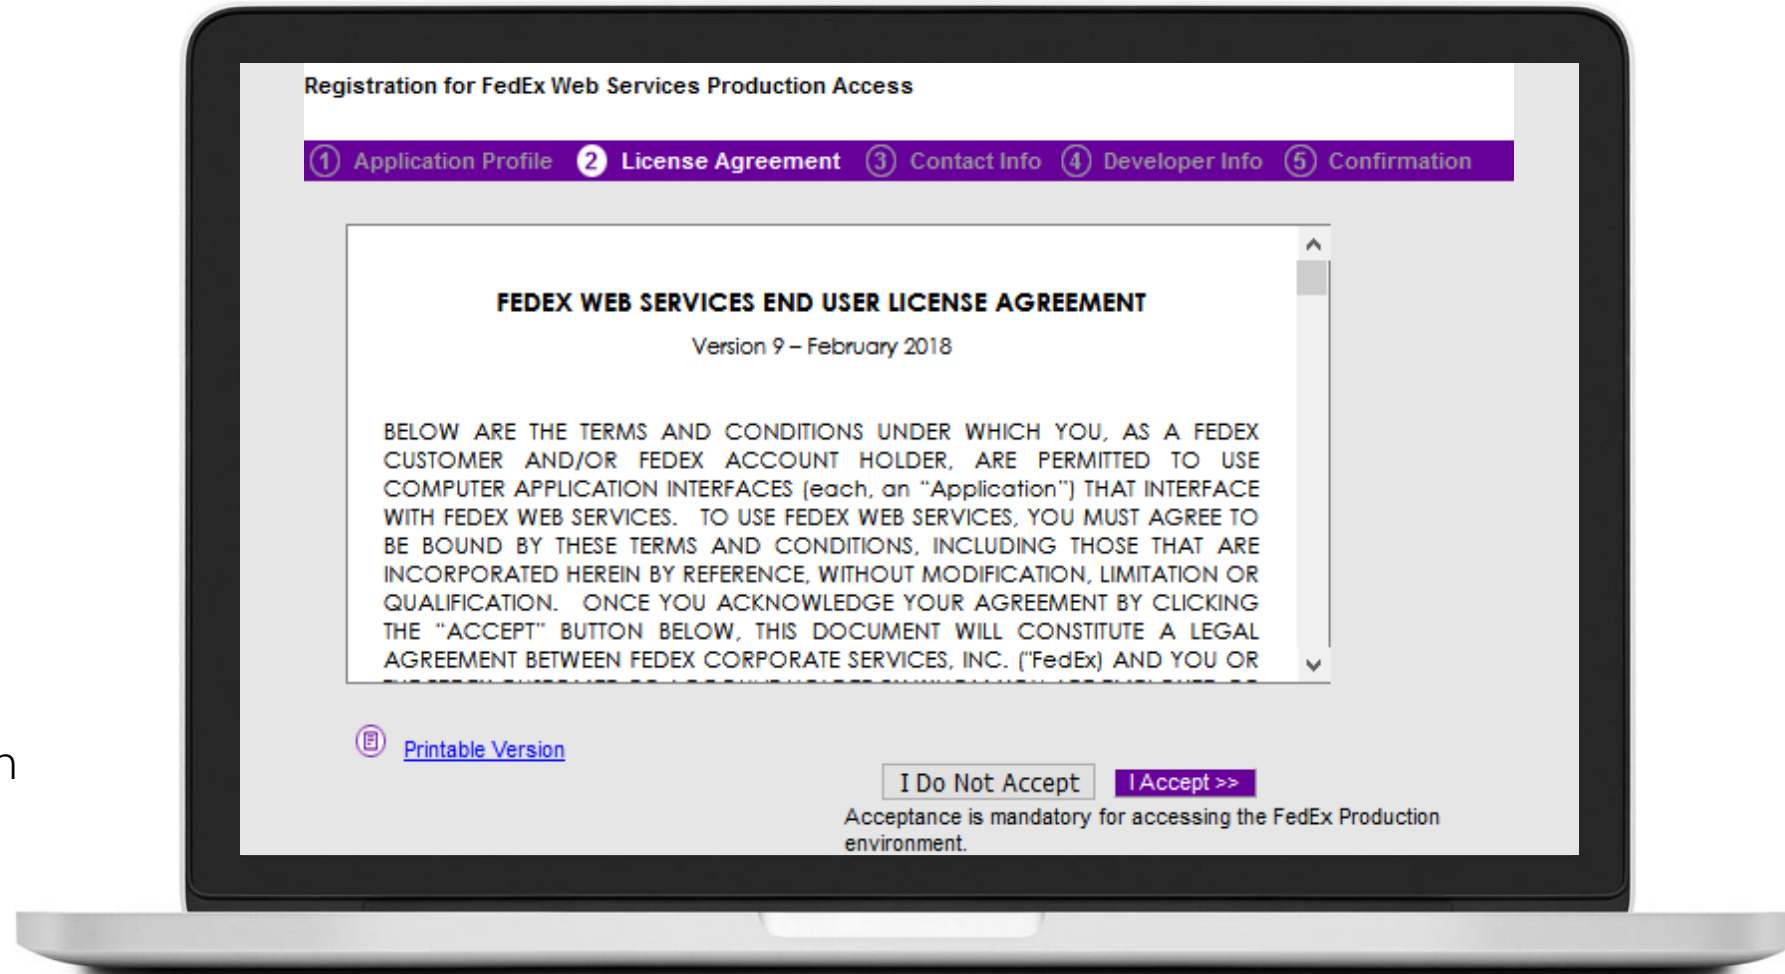 Registration for FedEx Web Services Production Access
1 Application Profile 2 License Agreement 3 Contact Info 4 Developer Info 5 Confirmation
FEDEX WEB SERVICES END USER LICENSE AGREEMENT
Version 9 – February 2018
BELOW ARE THE TERMS AND CONDITIONS UNDER WHICH YOU, AS A FEDEX
CUSTOMER AND/OR FEDEX ACCOUNT HOLDER, ARE PERMITTED TO USE
COMPUTER APPLICATION INTERFACES (each, an “Application”) THAT INTERFACE
WITH FEDEX WEB SERVICES. TO USE FEDEX WEB SERVICES, YOU MUST AGREE TO
BE BOUND BY THESE TERMS AND CONDITIONS, INCLUDING THOSE THAT ARE
INCORPORATED HEREIN BY REFERENCE, WITHOUT MODIFICATION, LIMITATION OR
QUALIFICATION. ONCE YOU ACKNOWLEDGE YOUR AGREEMENT BY CLICKING
THE “ACCEPT” BUTTON BELOW, THIS DOCUMENT WILL CONSTITUTE A LEGAL
AGREEMENT BETWEEN FEDEX CORPORATE SERVICES, INC. ("FedEx) AND YOU OR
Printable Version
n
I Do Not Accept I Accept >>
Acceptance is mandatory for accessing the FedEx Production
environment.